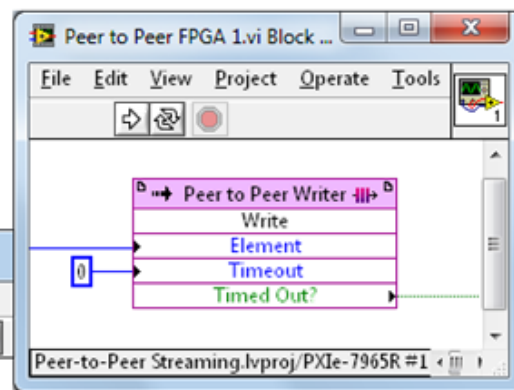 Peer to Peer FPGA 1.vi Block ...
File Edit View Project Operate Tools
1
Peer to Peer Writer
Write
Element
0
Timeout
Timed Out?
Peer-to-Peer Streaming.lvproj/PXIe-7965R #1